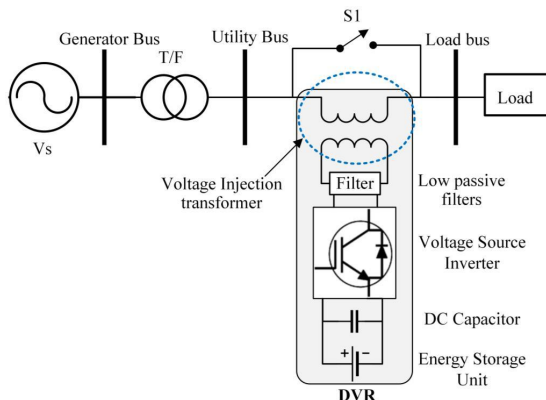 S1
Generator Bus
Utility Bus
Load bus
T/F
Load
Vs
Voltage Injection
transformer
Filter
Low passive
filters
Voltage Source
Inverter
DC Capacitor
+ −
Energy Storage
Unit
DVR